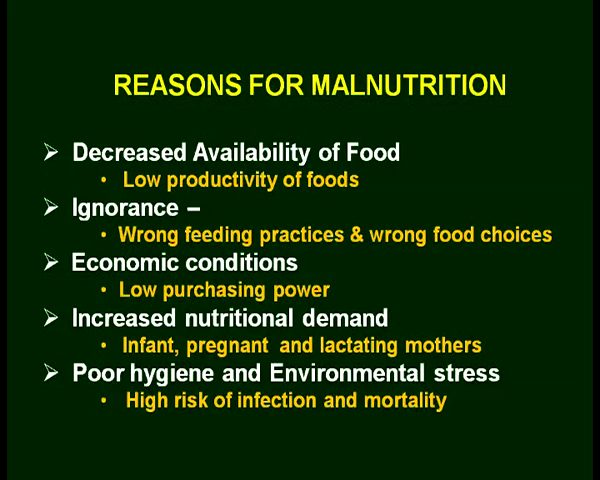 REASONS FOR MALNUTRITION
➢ Decreased Availability of Food
• Low productivity of foods
➢ Ignorance –
• Wrong feeding practices & wrong food choices
➢ Economic conditions
• Low purchasing power
➢ Increased nutritional demand
• Infant, pregnant and lactating mothers
➢ Poor hygiene and Environmental stress
• High risk of infection and mortality